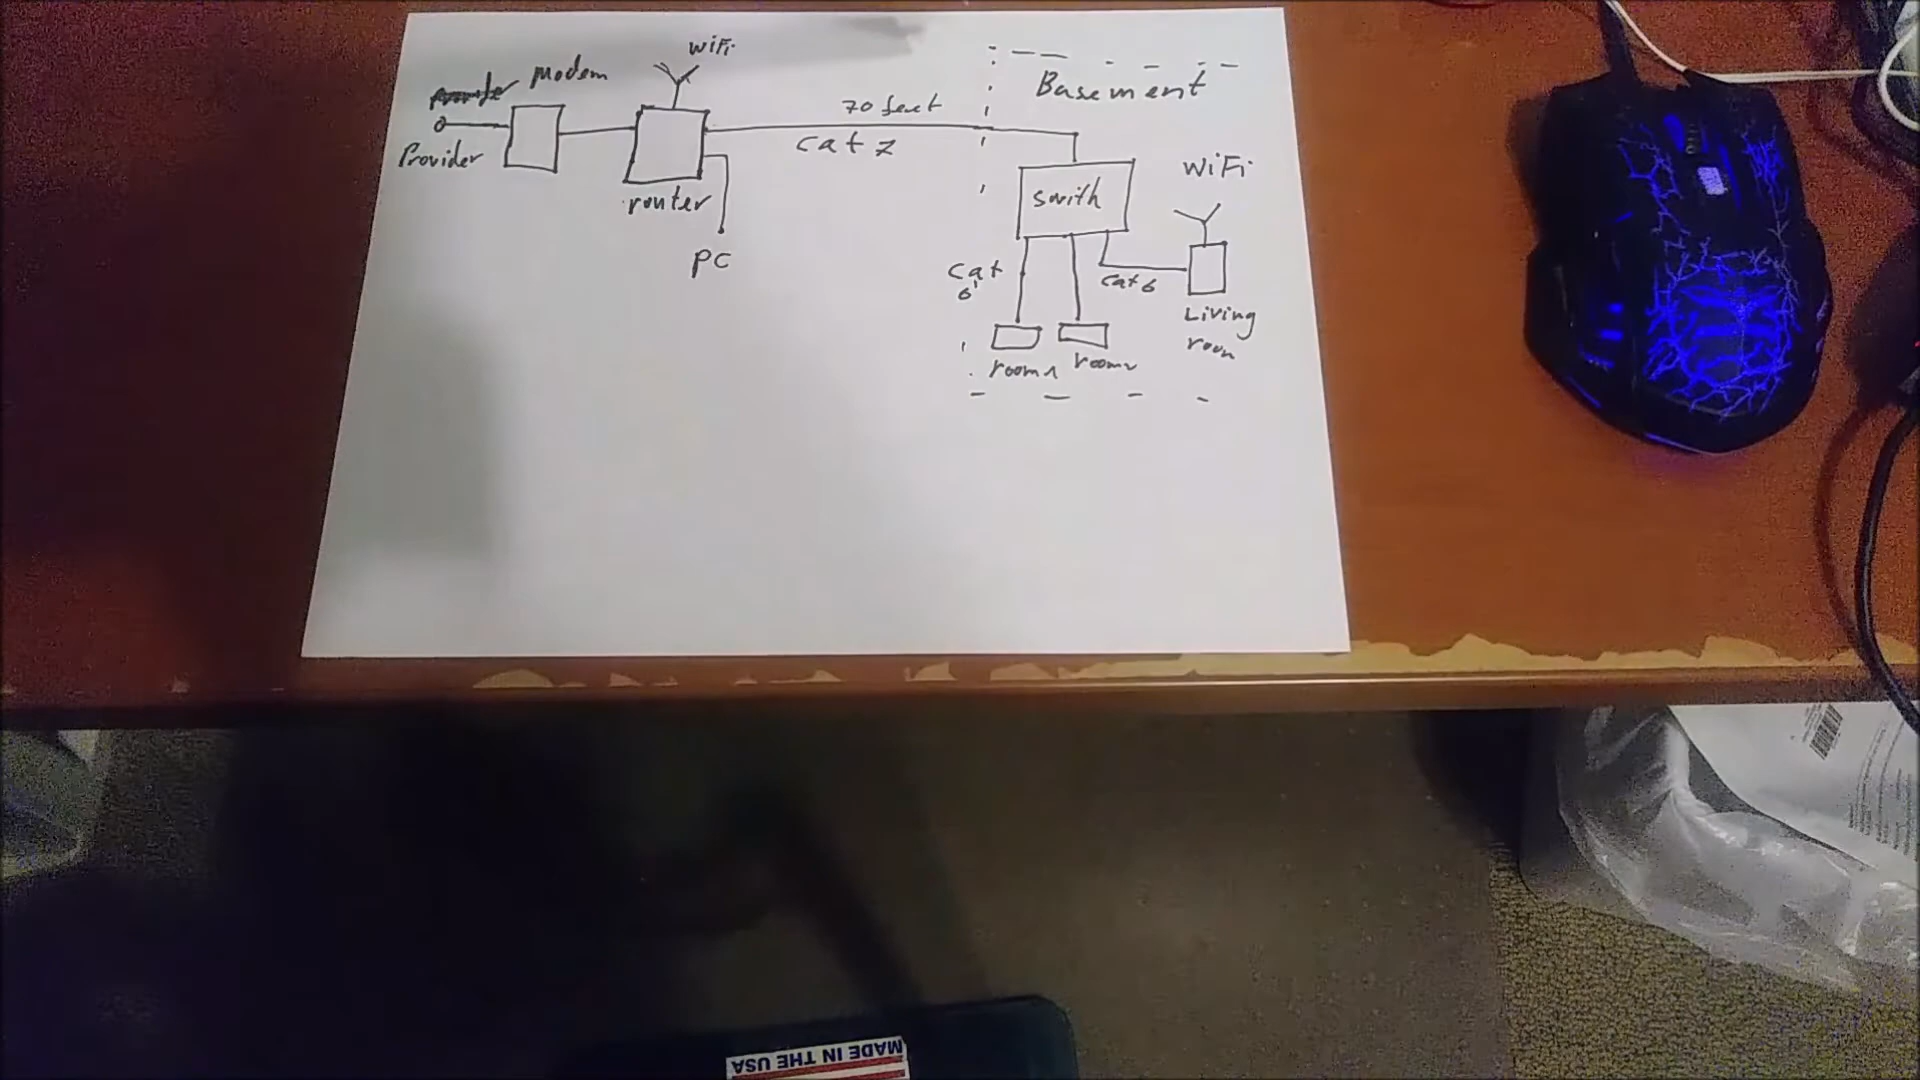 WiFi
Modem
Provider
router
PC
70 feet
cat 7
Basement
swith
WiFi
cat
6
cat 6
Living
room
room 1
room 2
MADE IN THE USA